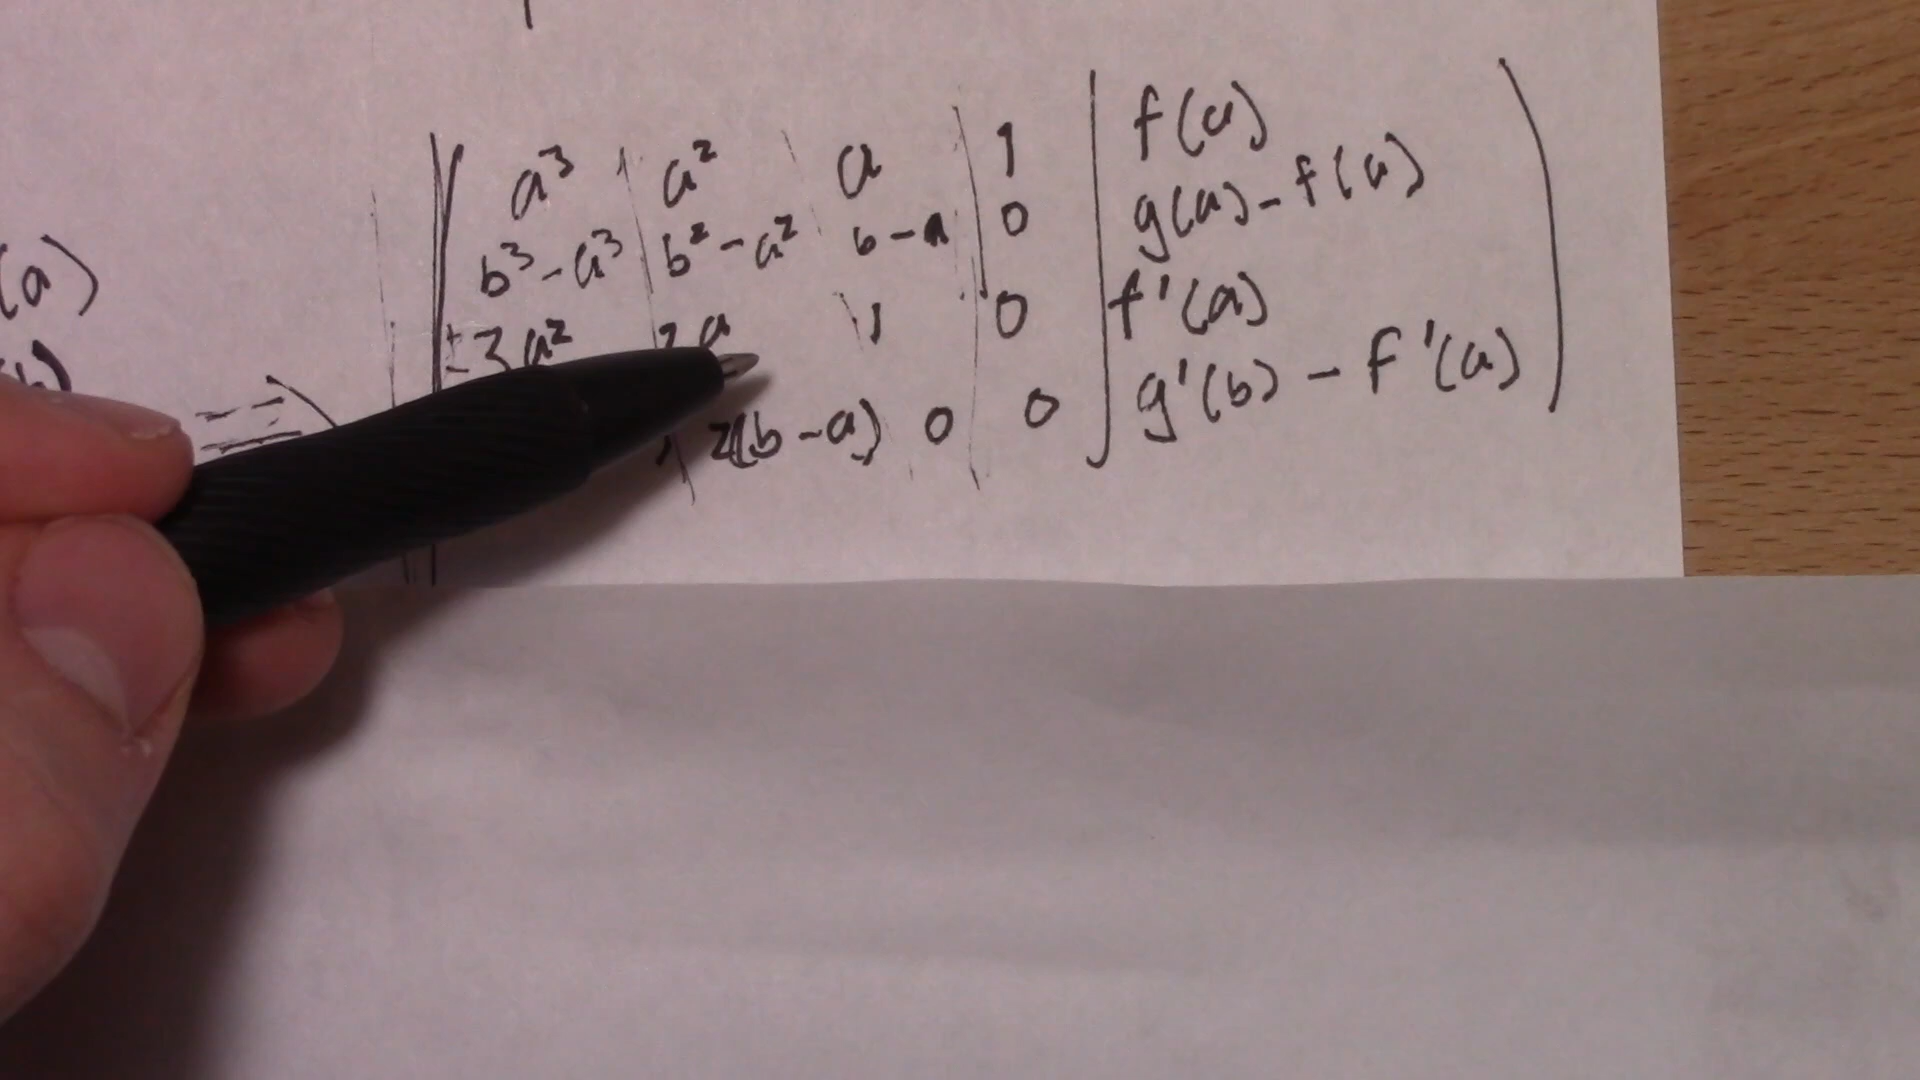 a³ a² a 1 f(a)
b³-a³ b²-a² b-a 0 g(a)-f(a)
(a)
3a² 2a 1 0 f'(a)
2(b-a) 0 0 g'(b)-f'(a)